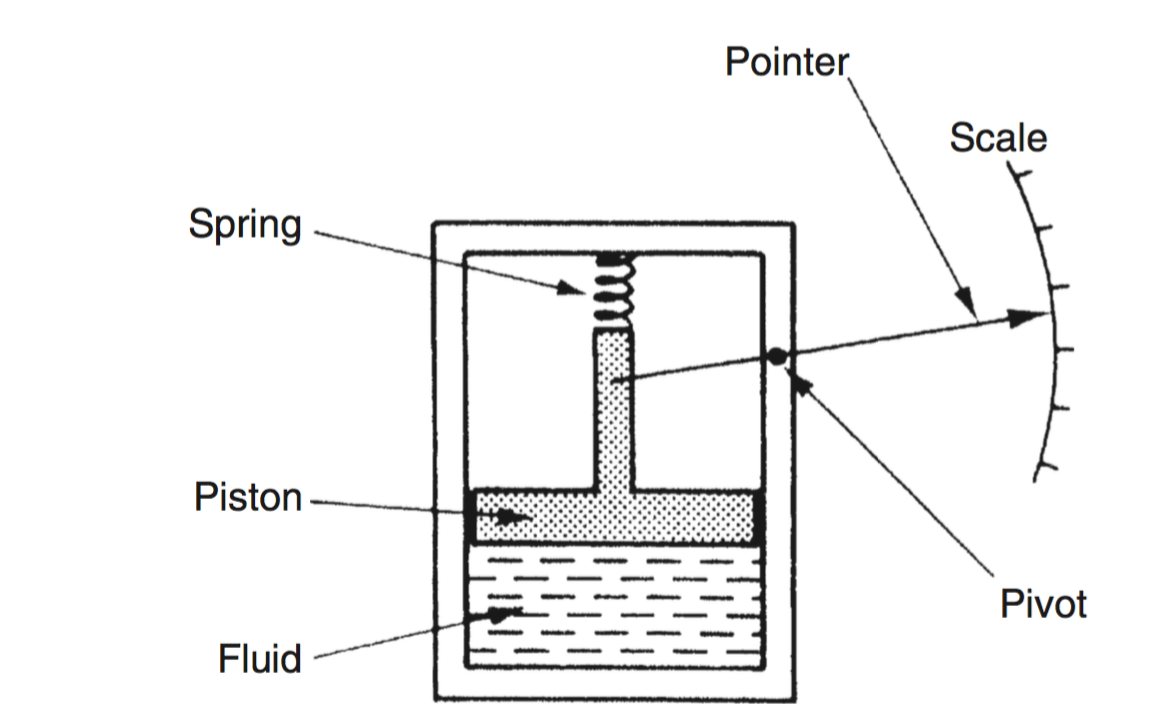 Pointer
Scale
Spring
Piston
Pivot
Fluid